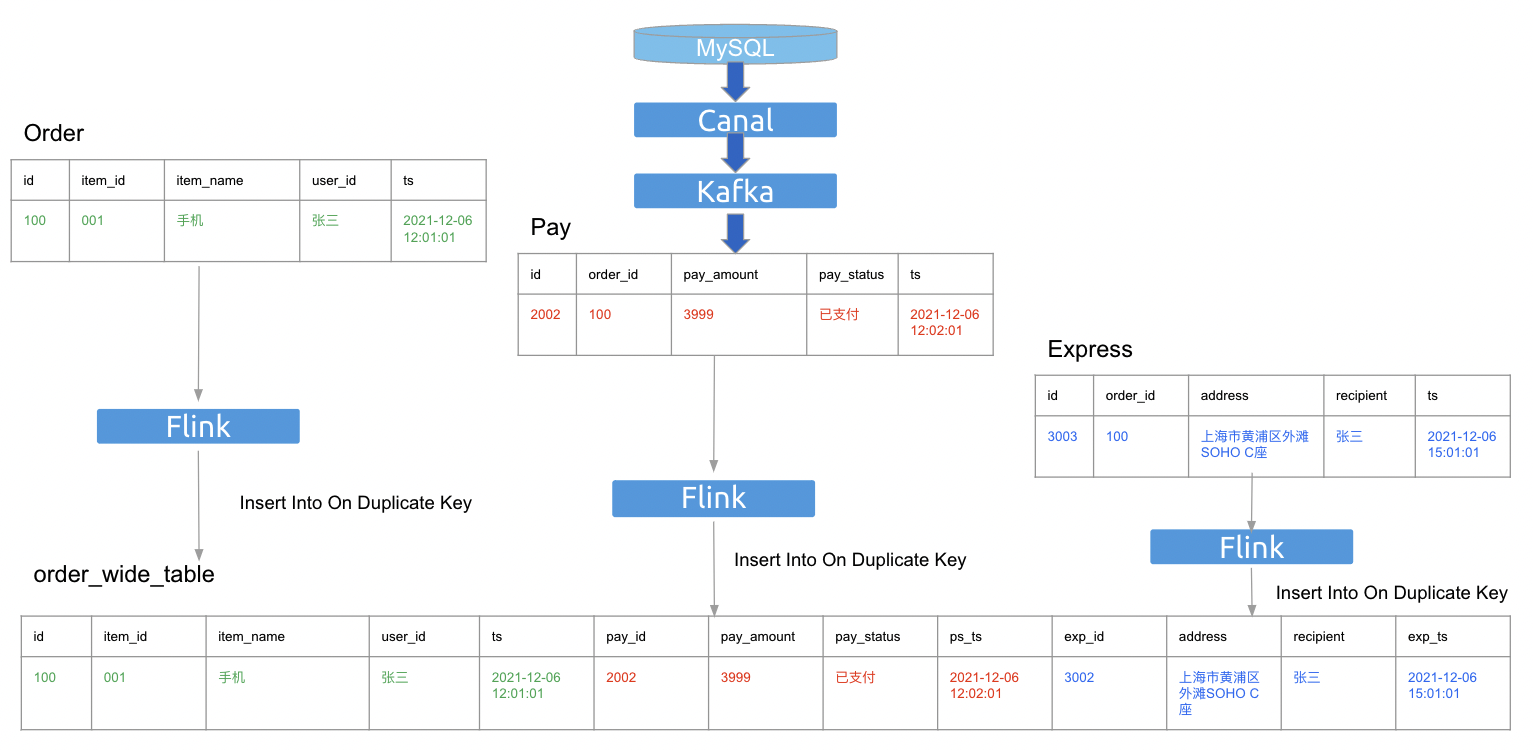 MySQL
Canal
Kafka
Order
id item_id item_name user_id ts
100 001 手机 张三 2021-12-06
12:01:01
Pay
id order_id pay_amount pay_status ts
2002 100 3999 已支付 2021-12-06
12:02:01
Express
id order_id address recipient ts
3003 100 上海市黄浦区外滩 张三 2021-12-06
SOHO C座 15:01:01
Flink
Insert Into On Duplicate Key
Flink
Insert Into On Duplicate Key
Flink
Insert Into On Duplicate Key
order_wide_table
id item_id item_name user_id ts pay_id pay_amount pay_status ps_ts exp_id address recipient exp_ts
100 001 手机 张三 2021-12-06 2002 3999 已支付 2021-12-06 3002 上海市黄浦区 张三 2021-12-06
12:01:01 12:02:01 外滩SOHO C 15:01:01
座